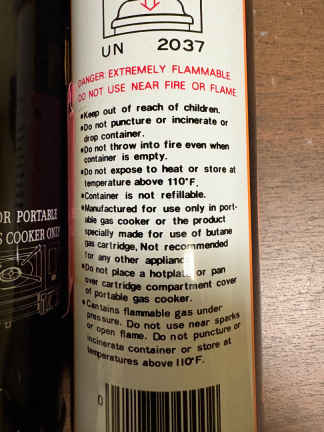 UN 2037
DANGER EXTREMELY FLAMMABLE
DO NOT USE NEAR FIRE OR FLAME
•Keep out of reach of children.
•Do not puncture or incinerate or
drop container.
•Do not throw into fire even when
container is empty.
•Do not expose to heat or store at
temperature above 110°F.
•Container is not refillable.
•Manufactured for use only in port-
able gas cooker or the product
specially made for use of butane
gas cartridge, Not recommended
for any other appliance
•Do not place a hotplate or pan
over cartridge compartment cover
of portable gas cooker.
•Contains flammable gas under
pressure. Do not use near sparks
or open flame. Do not puncture or
incinerate container or store at
temperatures above 110°F.
0
OR PORTABLE
S COOKER ONLY